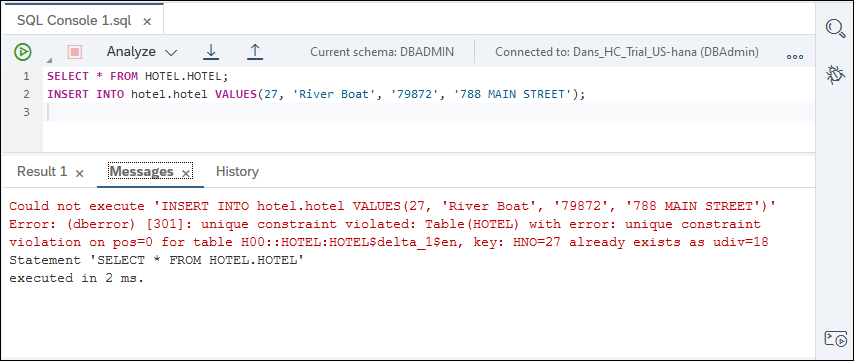 SQL Console 1.sql ×
Analyze Current schema: DBADMIN Connected to: Dans_HC_Trial_US-hana (DBAdmin) ooo
1 SELECT * FROM HOTEL.HOTEL;
2 INSERT INTO hotel.hotel VALUES(27, 'River Boat', '79872', '788 MAIN STREET');
3
Result 1 × Messages × History
Could not execute 'INSERT INTO hotel.hotel VALUES(27, 'River Boat', '79872', '788 MAIN STREET')'
Error: (dberror) [301]: unique constraint violated: Table(HOTEL) with error: unique constraint
violation on pos=0 for table H00::HOTEL:HOTEL$delta_1$en, key: HNO=27 already exists as udiv=18
Statement 'SELECT * FROM HOTEL.HOTEL'
executed in 2 ms.